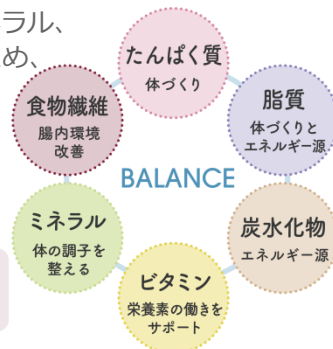 ラル、
め、
たんぱく質
体づくり
脂質
体づくりと
エネルギー源
炭水化物
エネルギー源
ビタミン
栄養素の働きを
サポート
ミネラル
体の調子を
整える
食物繊維
腸内環境
改善
BALANCE